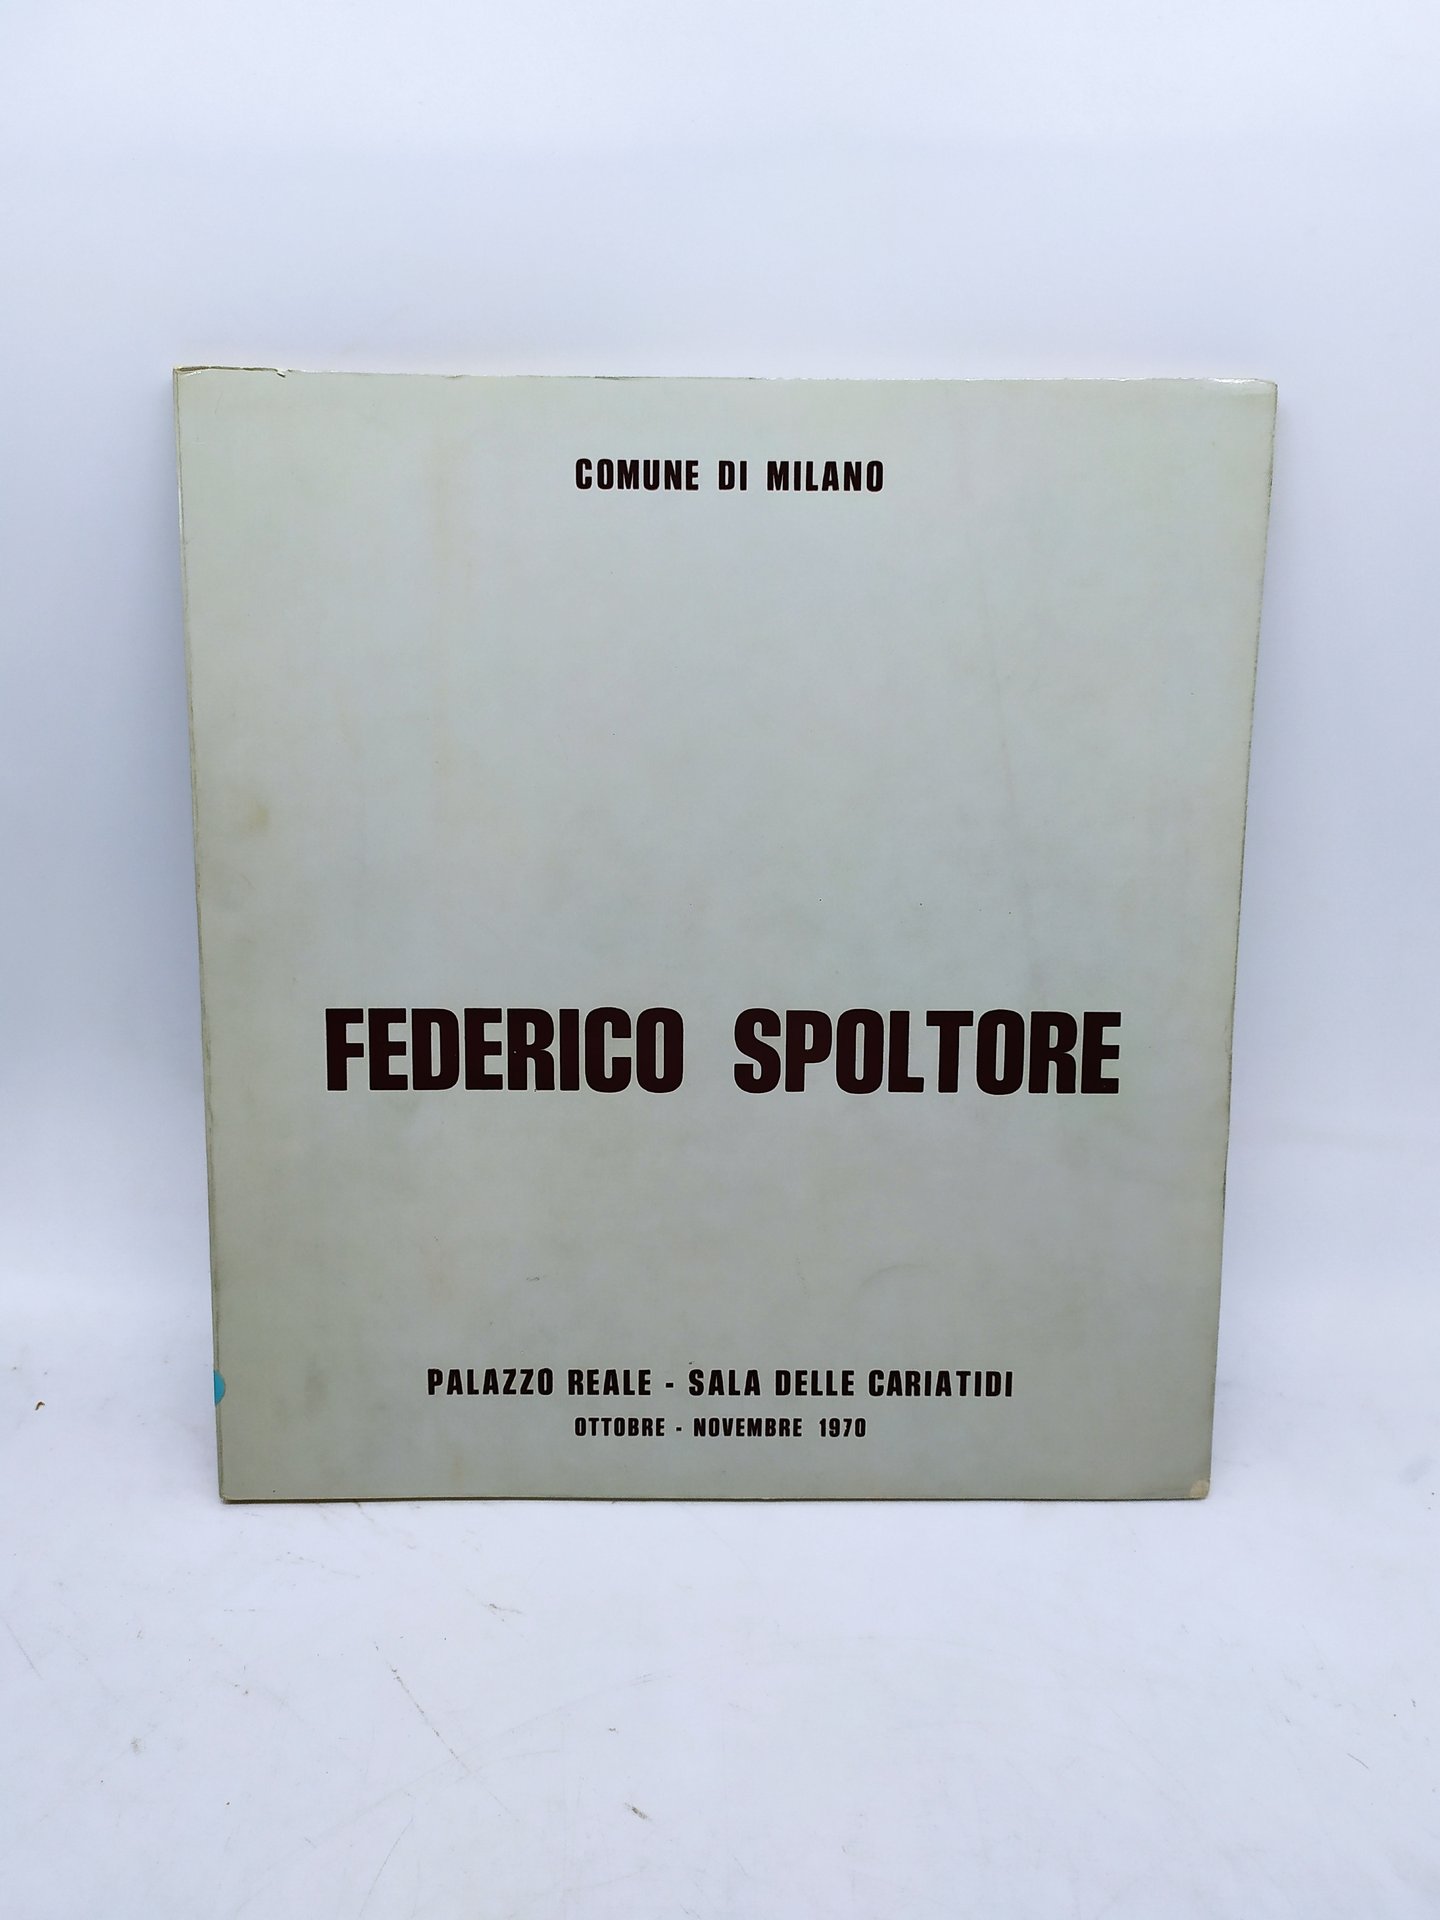 COMUNE DI MILANO
FEDERICO SPOLTORE
PALAZZO REALE - SALA DELLE CARIATIDI
OTTOBRE - NOVEMBRE 1970